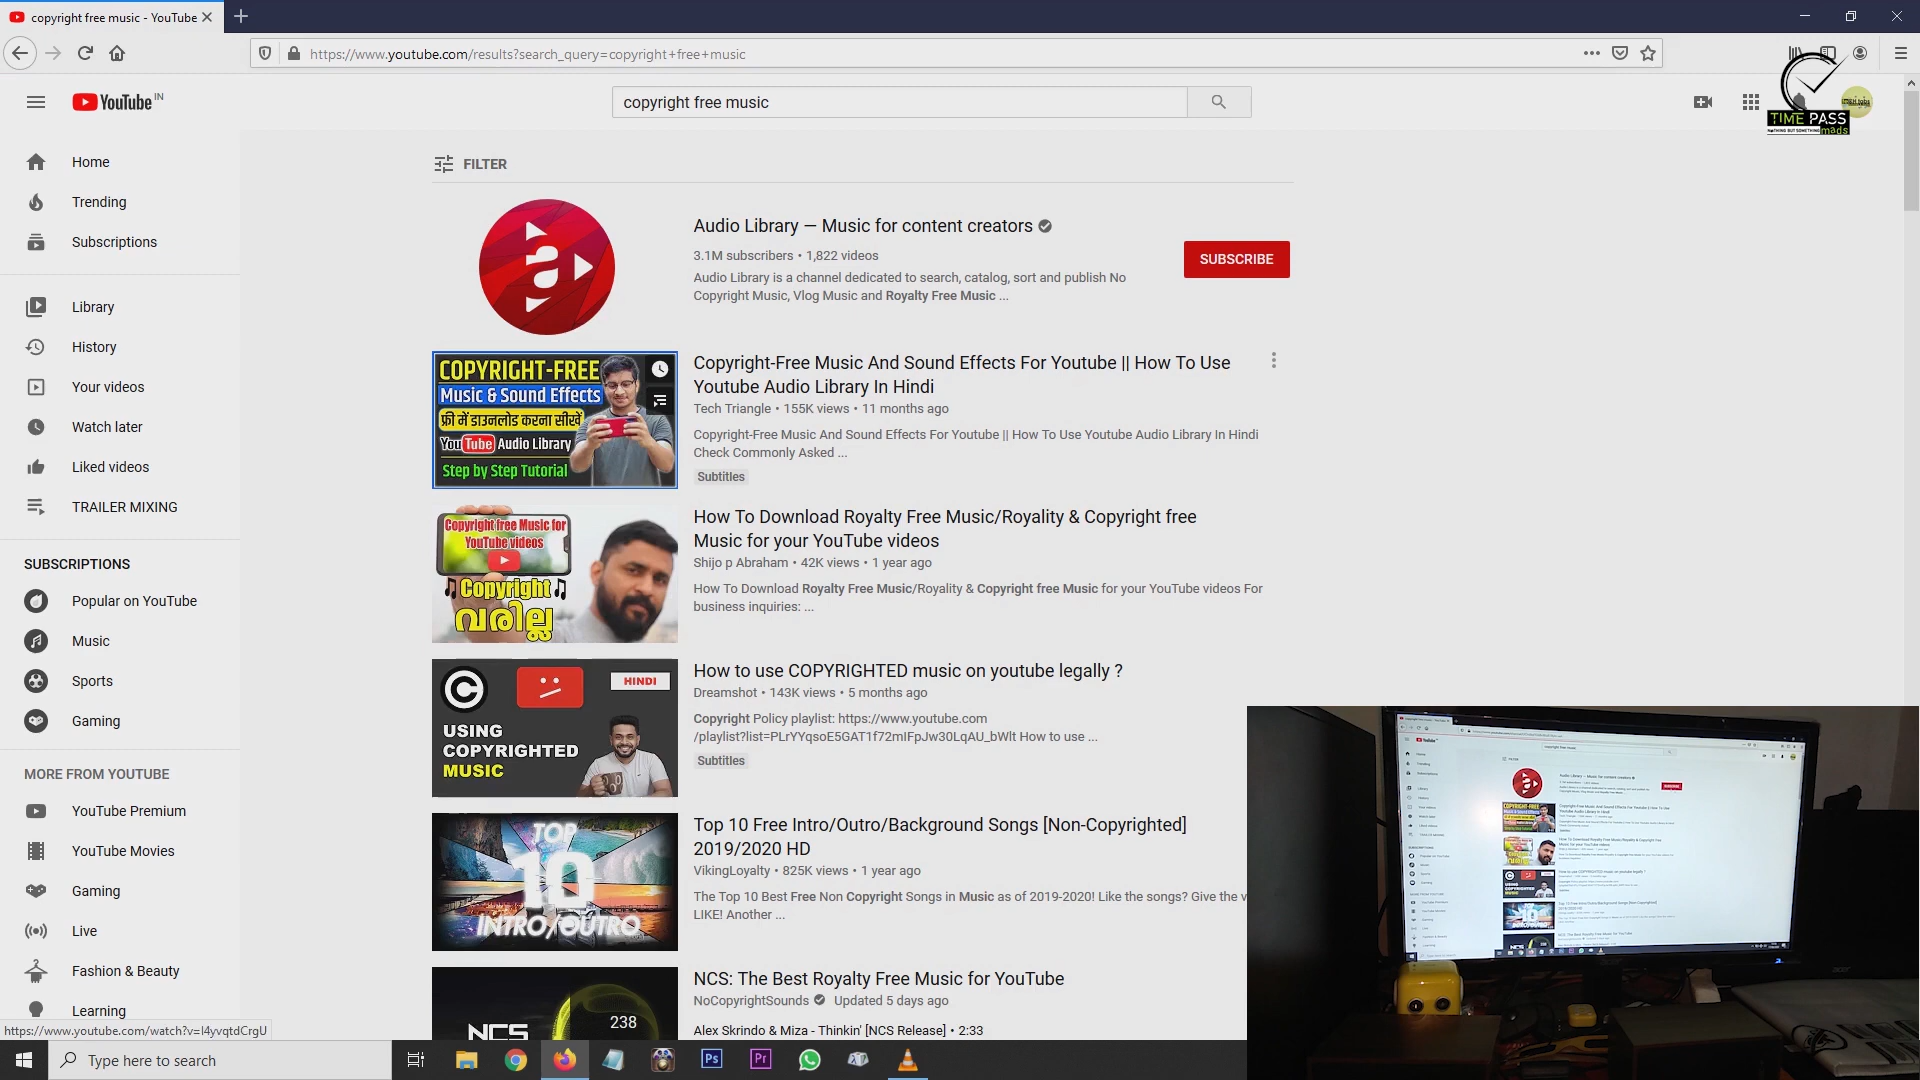 copyright free music - YouTube
https://www.youtube.com/results?search_query=copyright+free+music
YouTube IN
copyright free music
TIME PASS
NOTHING BUT SOMETHING mads
Home
Trending
Subscriptions
Library
History
Your videos
Watch later
Liked videos
TRAILER MIXING
SUBSCRIPTIONS
Popular on YouTube
Music
Sports
Gaming
MORE FROM YOUTUBE
YouTube Premium
YouTube Movies
Gaming
Live
Fashion & Beauty
Learning
https://www.youtube.com/watch?v=I4yvqtdCrgU
FILTER
a
Audio Library — Music for content creators
3.1M subscribers • 1,822 videos
Audio Library is a channel dedicated to search, catalog, sort and publish No
Copyright Music, Vlog Music and Royalty Free Music ...
SUBSCRIBE
COPYRIGHT-FREE
Music & Sound Effects
फ्री में डाउनलोड करना सीखें
YouTube Audio Library
Step by Step Tutorial
Copyright-Free Music And Sound Effects For Youtube || How To Use
Youtube Audio Library In Hindi
Tech Triangle • 155K views • 11 months ago
Copyright-Free Music And Sound Effects For Youtube || How To Use Youtube Audio Library In Hindi
Check Commonly Asked ...
Subtitles
Copyright free Music for
YouTube videos
Copyright
വരില്ല
How To Download Royalty Free Music/Royality & Copyright free
Music for your YouTube videos
Shijo p Abraham • 42K views • 1 year ago
How To Download Royalty Free Music/Royality & Copyright free Music for your YouTube videos For
business inquiries: ...
C
HINDI
USING
COPYRIGHTED
MUSIC
How to use COPYRIGHTED music on youtube legally ?
Dreamshot • 143K views • 5 months ago
Copyright Policy playlist: https://www.youtube.com
/playlist?list=PLrYYqsoE5GAT1f72mIFpJw30LqAU_bWlt How to use ...
Subtitles
TOP
10
INTRO/OUTRO
Top 10 Free Intro/Outro/Background Songs [Non-Copyrighted]
2019/2020 HD
VikingLoyalty • 825K views • 1 year ago
The Top 10 Best Free Non Copyright Songs in Music as of 2019-2020! Like the songs? Give the v
LIKE! Another ...
NCS
238
NCS: The Best Royalty Free Music for YouTube
NoCopyrightSounds Updated 5 days ago
Alex Skrindo & Miza - Thinkin' [NCS Release] • 2:33
Type here to search
Ps
Pr